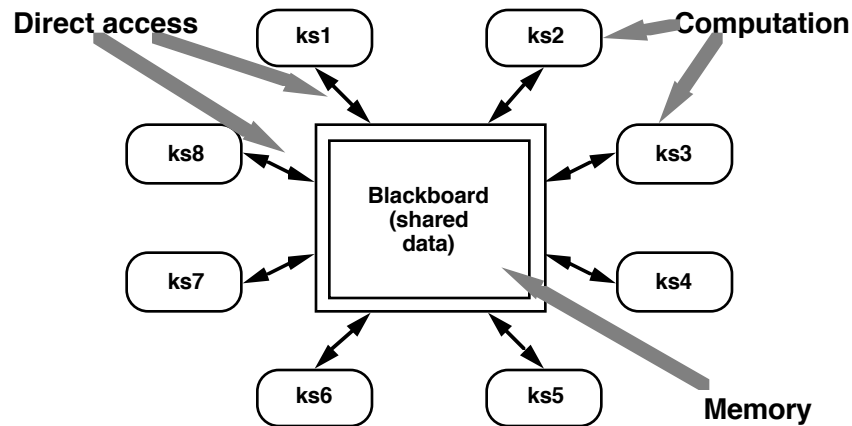 Direct access
ks1
ks2
Computation
ks8
ks3
Blackboard
(shared
data)
ks7
ks4
ks6
ks5
Memory